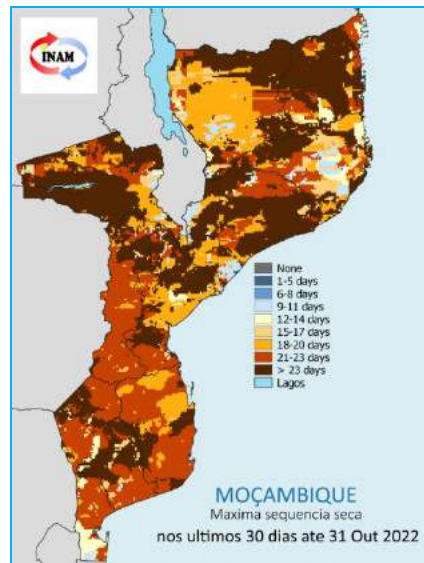 INAM
None
1-5 days
6-8 days
9-11 days
12-14 days
15-17 days
18-20 days
21-23 days
> 23 days
Lagos
MOÇAMBIQUE
Maxima sequencia seca
nos ultimos 30 dias ate 31 Out 2022